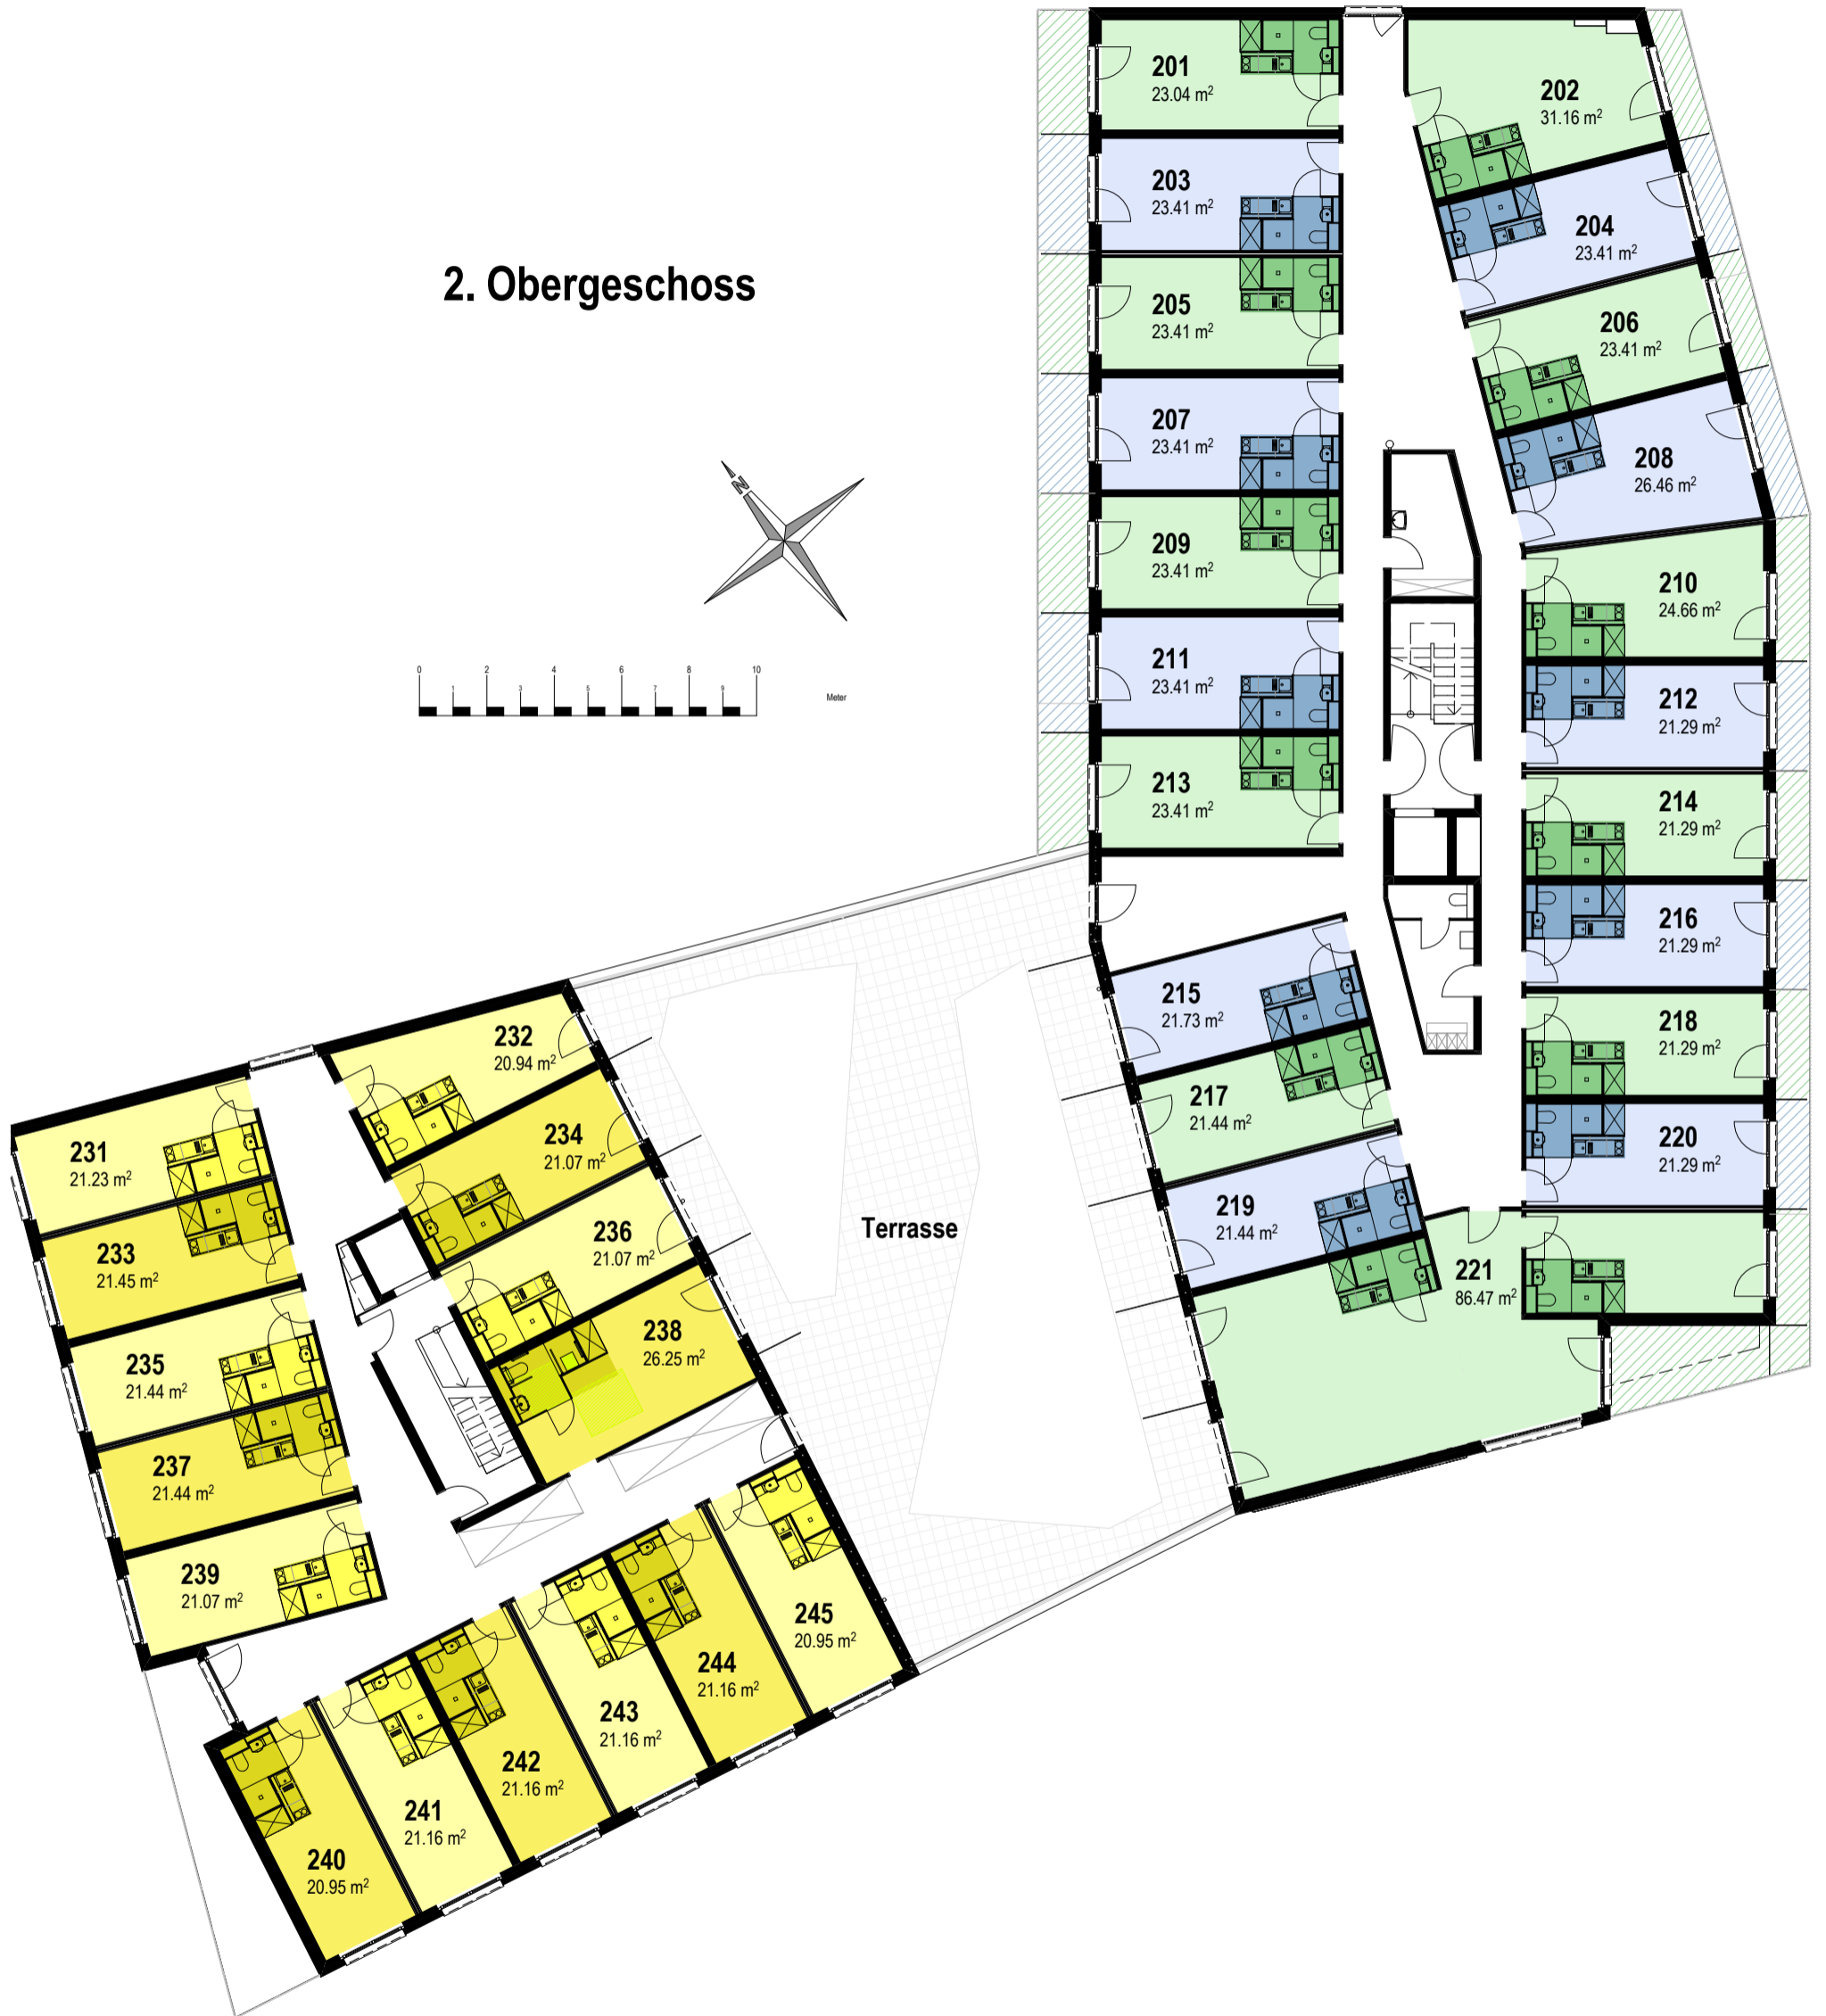 2. Obergeschoss
N
0 1 2 3 4 5 6 7 8 9 10
Meter
201
23.04 m²
202
31.16 m²
203
23.41 m²
204
23.41 m²
205
23.41 m²
206
23.41 m²
207
23.41 m²
208
26.46 m²
209
23.41 m²
210
24.66 m²
211
23.41 m²
212
21.29 m²
213
23.41 m²
214
21.29 m²
215
21.73 m²
216
21.29 m²
217
21.44 m²
218
21.29 m²
219
21.44 m²
220
21.29 m²
221
86.47 m²
Terrasse
231
21.23 m²
232
20.94 m²
233
21.45 m²
234
21.07 m²
235
21.44 m²
236
21.07 m²
237
21.44 m²
238
26.25 m²
239
21.07 m²
240
20.95 m²
241
21.16 m²
242
21.16 m²
243
21.16 m²
244
21.16 m²
245
20.95 m²